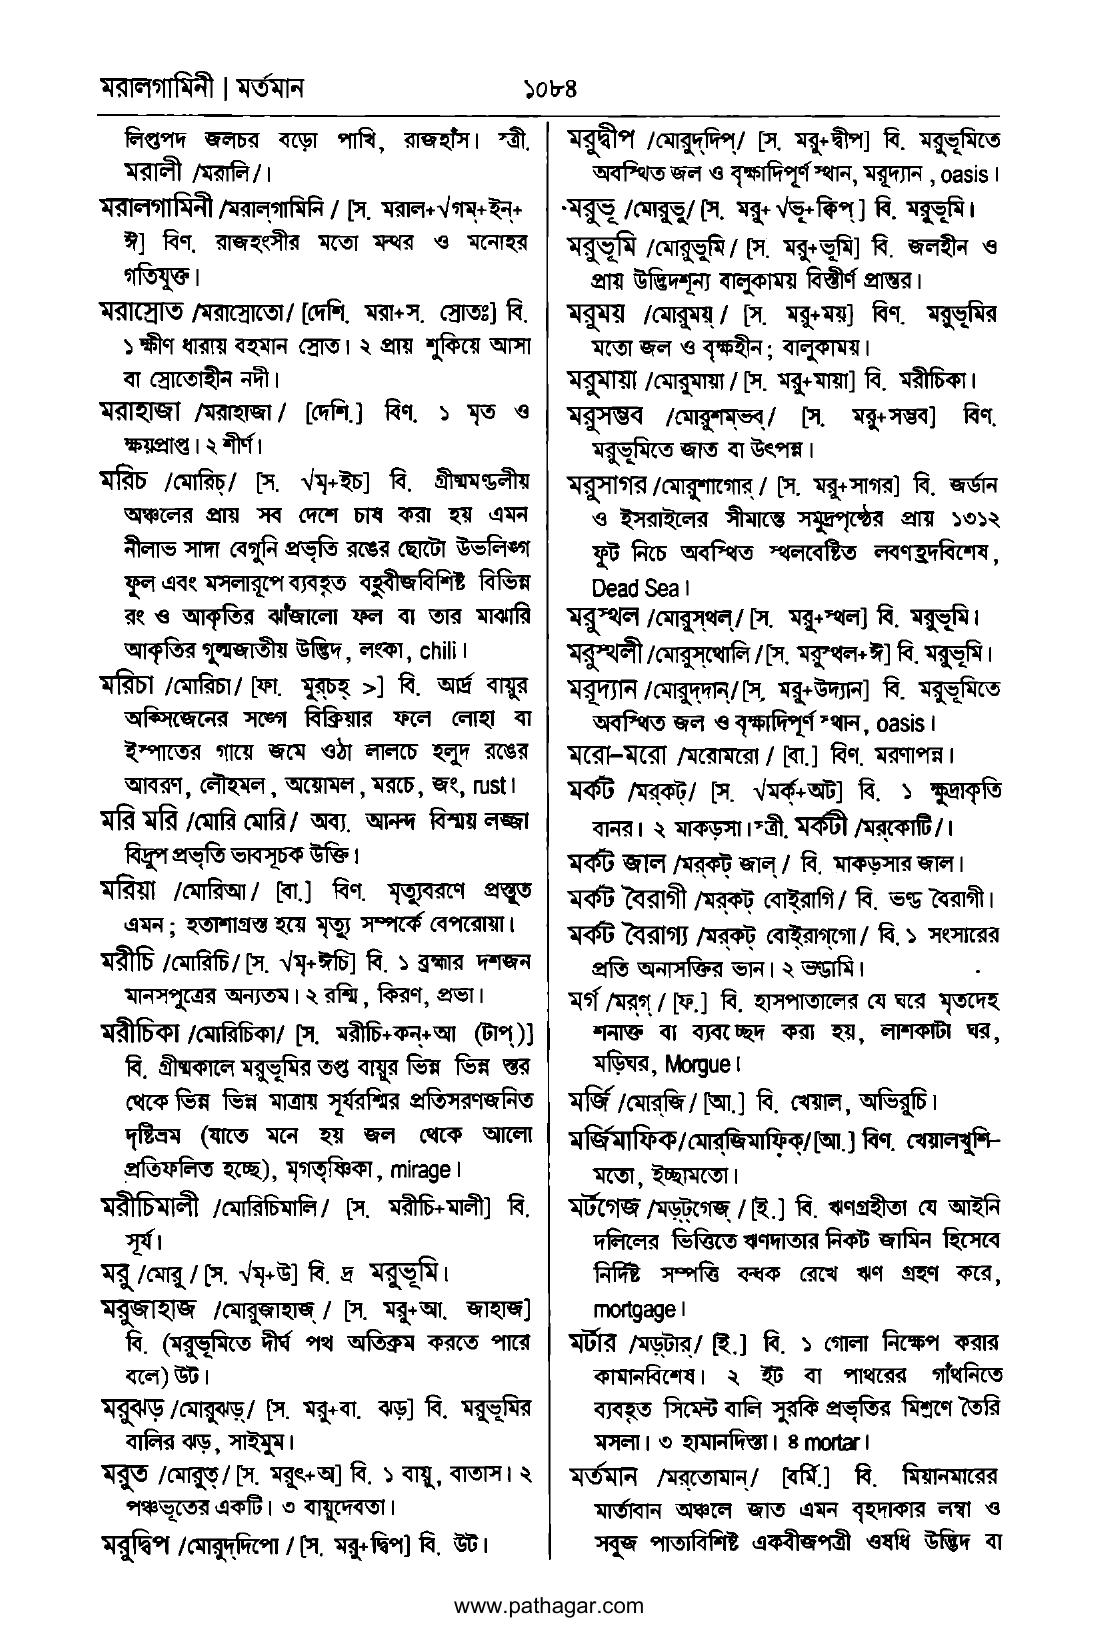 মরালগামিনী | মর্তমান
১০৮৪
লিপ্তপদ জলচর বড়ো পাখি, রাজহাঁস। স্ত্রী.
মরালী /মরালি/।
মরালগামিনী /মরাল্‌গামিনি / [স. মরাল+√গম্‌+ইন্‌+
ঈ] বিণ. রাজহংসীর মতো মন্থর ও মনোহর
গতিযুক্ত।
মরাস্রোত /মরাস্রোতো/ [দেশি. মরা+স. স্রোতঃ] বি.
১ ক্ষীণ ধারায় বহমান স্রোত। ২ প্রায় শুকিয়ে আসা
বা স্রোতোহীন নদী।
মরাহাজা /মরাহাজা / [দেশি.] বিণ. ১ মৃত ও
ক্ষয়প্রাপ্ত। ২ শীর্ণ।
মরিচ /মোরিচ্‌/ [স. √মৃ+ইচ] বি. গ্রীষ্মমণ্ডলীয়
অঞ্চলের প্রায় সব দেশে চাষ করা হয় এমন
নীলাভ সাদা বেগুনি প্রভৃতি রঙের ছোটো উভলিঙ্গ
ফুল এবং মসলারূপে ব্যবহৃত বহুবীজবিশিষ্ট বিভিন্ন
রং ও আকৃতির ঝাঁজালো ফল বা তার মাঝারি
আকৃতির গুল্মজাতীয় উদ্ভিদ, লংকা, chili।
মরিচা /মোরিচা/ [ফা. মুর্‌চহ্‌ >] বি. আর্দ্র বায়ুর
অক্সিজেনের সঙ্গে বিক্রিয়ার ফলে লোহা বা
ইস্পাতের গায়ে জমে ওঠা লালচে হলুদ রঙের
আবরণ, লৌহমল, অয়োমল, মরচে, জং, rust।
মরি মরি /মোরি মোরি/ অব্য. আনন্দ বিস্ময় লজ্জা
বিদ্রুপ প্রভৃতি ভাবসূচক উক্তি।
মরিয়া /মোরিআ/ [বা.] বিণ. মৃত্যুবরণে প্রস্তুত
এমন; হতাশাগ্রস্ত হয়ে মৃত্যু সম্পর্কে বেপরোয়া।
মরীচি /মোরিচি/ [স. √মৃ+ঈচি] বি. ১ ব্রহ্মার দশজন
মানসপুত্রের অন্যতম। ২ রশ্মি, কিরণ, প্রভা।
মরীচিকা /মোরিচিকা/ [স. মরীচি+কন্‌+আ (টাপ্‌)]
বি. গ্রীষ্মকালে মরুভূমির তপ্ত বায়ুর ভিন্ন ভিন্ন স্তর
থেকে ভিন্ন ভিন্ন মাত্রায় সূর্যরশ্মির প্রতিসরণজনিত
দৃষ্টিভ্রম (যাতে মনে হয় জল থেকে আলো
প্রতিফলিত হচ্ছে), মৃগতৃষ্ণিকা, mirage।
মরীচিমালী /মোরিচিমালি/ [স. মরীচি+মালী] বি.
সূর্য।
মরু /মোরু / [স. √মৃ+উ] বি. দ্র মরুভূমি।
মরুজাহাজ /মোরুজাহাজ্‌ / [স. মরু+আ. জাহাজ]
বি. (মরুভূমিতে দীর্ঘ পথ অতিক্রম করতে পারে
বলে) উট।
মরুঝড় /মোরুঝড়্‌/ [স. মরু+বা. ঝড়] বি. মরুভূমির
বালির ঝড়, সাইমুম।
মরুত /মোরুত্‌/ [স. মরুৎ+অ] বি. ১ বায়ু, বাতাস। ২
পঞ্চভূতের একটি। ৩ বায়ুদেবতা।
মরুদ্বিপ /মোরুদ্‌দিপো / [স. মরু+দ্বিপ] বি. উট।
মরুদ্বীপ /মোরুদ্‌দিপ্‌/ [স. মরু+দ্বীপ] বি. মরুভূমিতে
অবস্থিত জল ও বৃক্ষাদিপূর্ণ স্থান, মরূদ্যান, oasis।
মরুভূ /মোরুভু/ [স. মরু+ √ভূ+ক্বিপ্‌] বি. মরুভূমি।
মরুভূমি /মোরুভুমি/ [স. মরু+ভূমি] বি. জলহীন ও
প্রায় উদ্ভিদশূন্য বালুকাময় বিস্তীর্ণ প্রান্তর।
মরুময় /মোরুময়্‌ / [স. মরু+ময়] বিণ. মরুভূমির
মতো জল ও বৃক্ষহীন; বালুকাময়।
মরুমায়া /মোরুমায়া / [স. মরু+মায়া] বি. মরীচিকা।
মরুসম্ভব /মোরুশম্‌ভব্‌/ [স. মরু+সম্ভব] বিণ.
মরুভূমিতে জাত বা উৎপন্ন।
মরুসাগর /মোরুশাগোর্‌ / [স. মরু+সাগর] বি. জর্ডান
ও ইসরাইলের সীমান্তে সমুদ্রপৃষ্ঠের প্রায় ১৩১২
ফুট নিচে অবস্থিত স্থলবেষ্টিত লবণহ্রদবিশেষ,
Dead Sea।
মরুস্থল /মোরুস্‌থল্‌/ [স. মরু+স্থল] বি. মরুভূমি।
মরুস্থলী /মোরুস্‌থোলি /[স. মরুস্থল+ঈ] বি. মরুভূমি।
মরূদ্যান /মোরুদ্‌দান্‌/ [স. মরু+উদ্যান] বি. মরুভূমিতে
অবস্থিত জল ও বৃক্ষাদিপূর্ণ স্থান, oasis।
মরো-মরো /মরোমরো / [বা.] বিণ. মরণাপন্ন।
মর্কট /মর্‌কট্‌/ [স. √মর্ক্‌+অট] বি. ১ ক্ষুদ্রাকৃতি
বানর। ২ মাকড়সা। স্ত্রী. মর্কটী /মর্‌কোটি/।
মর্কট জাল /মর্‌কট্‌ জাল্‌ / বি. মাকড়সার জাল।
মর্কট বৈরাগী /মর্‌কট্‌ বোইরাগি / বি. ভণ্ড বৈরাগী।
মর্কট বৈরাগ্য /মর্‌কট্‌ বোইরাগ্‌গো/ বি. ১ সংসারের
প্রতি অনাসক্তির ভান। ২ ভণ্ডামি।
মর্গ /মর্‌গ্‌ / [ফ.] বি. হাসপাতালের যে ঘরে মৃতদেহ
শনাক্ত বা ব্যবচ্ছেদ করা হয়, লাশকাটা ঘর,
মড়িঘর, Morgue।
মর্জি /মোর্‌জি/ [আ.] বি. খেয়াল, অভিরুচি।
মর্জিমাফিক/মোর্‌জিমাফি়ক্‌/[আ.] বিণ. খেয়ালখুশি-
মতো, ইচ্ছামতো।
মর্টগেজ /মড়্‌ট্‌গেজ্‌ / [ই.] বি. ঋণগ্রহীতা যে আইনি
দলিলের ভিত্তিতে ঋণদাতার নিকট জামিন হিসেবে
নির্দিষ্ট সম্পত্তি বন্ধক রেখে ঋণ গ্রহণ করে,
mortgage।
মর্টার /মড়্‌টার্‌/ [ই.] বি. ১ গোলা নিক্ষেপ করার
কামানবিশেষ। ২ ইট বা পাথরের গাঁথনিতে
ব্যবহৃত সিমেন্ট বালি সুরকি প্রভৃতির মিশ্রণে তৈরি
মসলা। ৩ হামানদিস্তা। ৪ mortar।
মর্তমান /মর্‌তোমান্‌/ [বর্মি.] বি. মিয়ানমারের
মার্তাবান অঞ্চলে জাত এমন বৃহদাকার লম্বা ও
সবুজ পাতাবিশিষ্ট একবীজপত্রী ওষধি উদ্ভিদ বা
www.pathagar.com